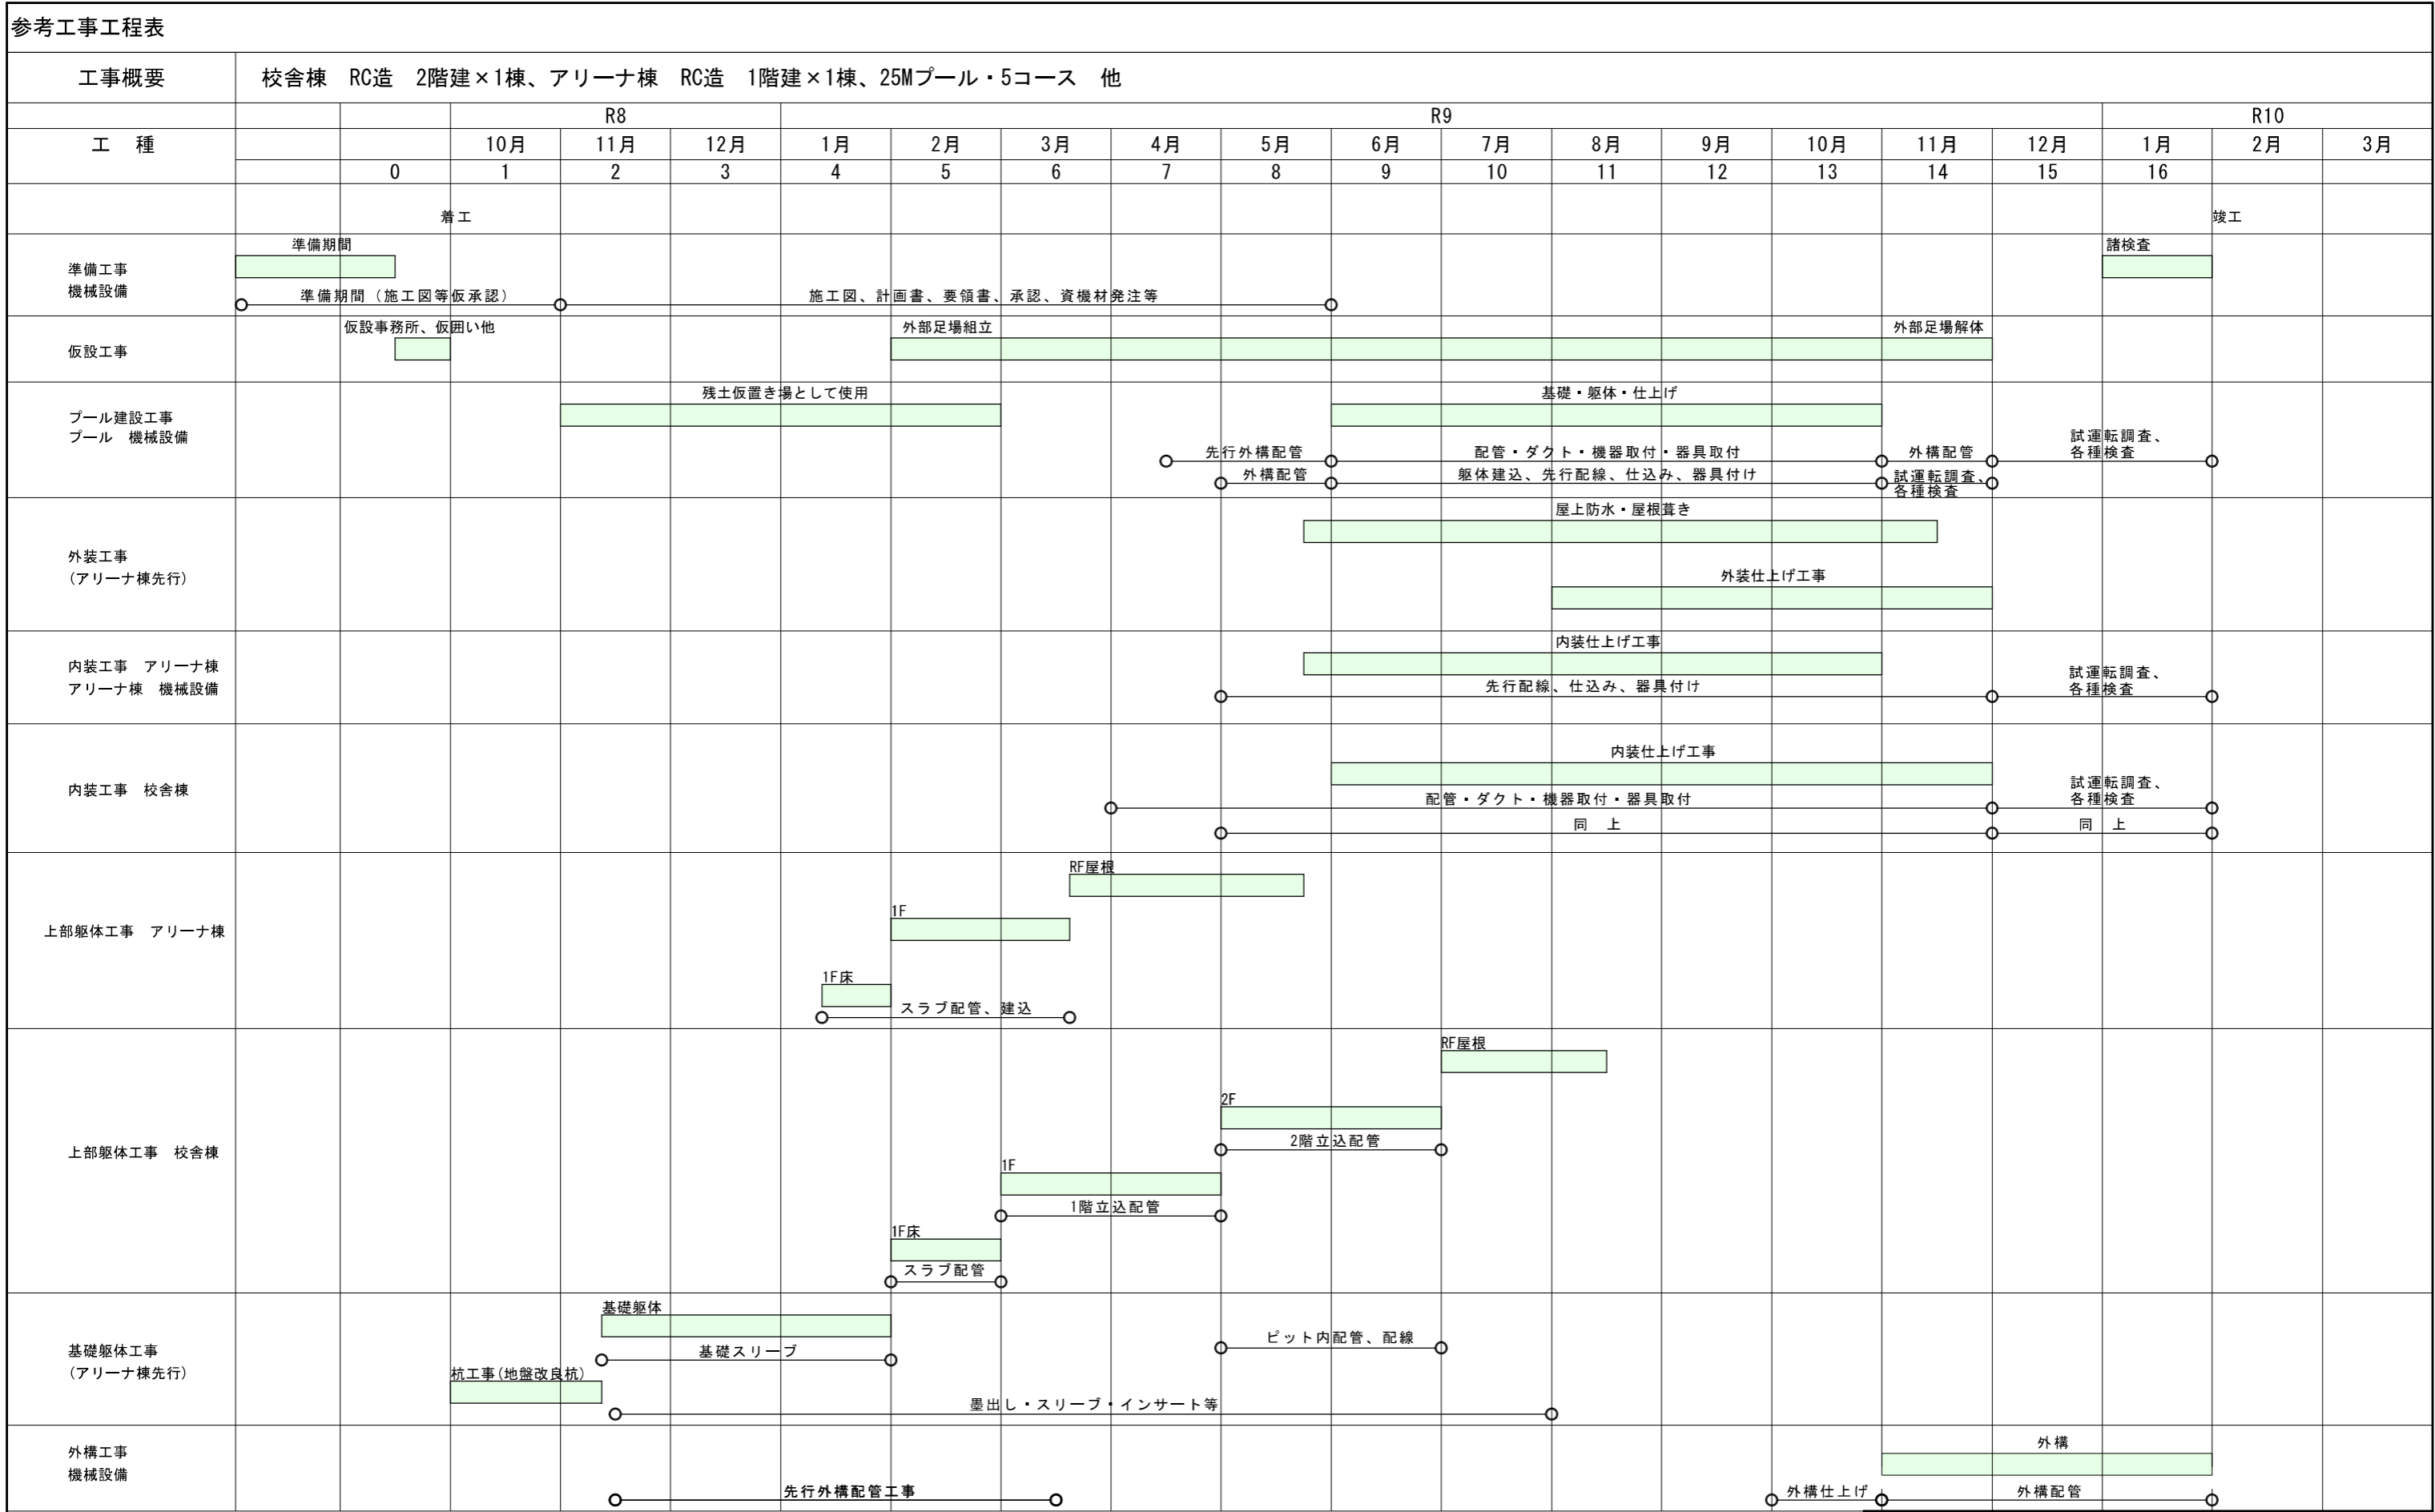 参考工事工程表
工事概要 校舎棟 RC造 2階建×1棟、アリーナ棟 RC造 1階建×1棟、25Mプール・5コース 他
R8 R9 R10
工 種 10月 11月 12月 1月 2月 3月 4月 5月 6月 7月 8月 9月 10月 11月 12月 1月 2月 3月
0 1 2 3 4 5 6 7 8 9 10 11 12 13 14 15 16
着工 竣工
準備期間 諸検査
準備工事
機械設備
準備期間（施工図等仮承認） 施工図、計画書、要領書、承認、資機材発注等
仮設事務所、仮囲い他 外部足場組立 外部足場解体
仮設工事
残土仮置き場として使用 基礎・躯体・仕上げ
プール建設工事
プール 機械設備
先行外構配管 配管・ダクト・機器取付・器具取付 外構配管 試運転調査、
各種検査
外構配管 躯体建込、先行配線、仕込み、器具付け 試運転調査、
各種検査
屋上防水・屋根葺き
外装工事
(アリーナ棟先行)
外装仕上げ工事
内装仕上げ工事
内装工事 アリーナ棟
アリーナ棟 機械設備
先行配線、仕込み、器具付け 試運転調査、
各種検査
内装仕上げ工事
内装工事 校舎棟
配管・ダクト・機器取付・器具取付 試運転調査、
各種検査
同 上 同 上
RF屋根
1F
上部躯体工事 アリーナ棟
1F床
スラブ配管、建込
RF屋根
2F
2階立込配管
上部躯体工事 校舎棟
1F
1階立込配管
1F床
スラブ配管
基礎躯体
ピット内配管、配線
基礎躯体工事
(アリーナ棟先行)
基礎スリーブ
杭工事(地盤改良杭)
墨出し・スリーブ・インサート等
外構工事
機械設備
外構
先行外構配管工事 外構仕上げ 外構配管